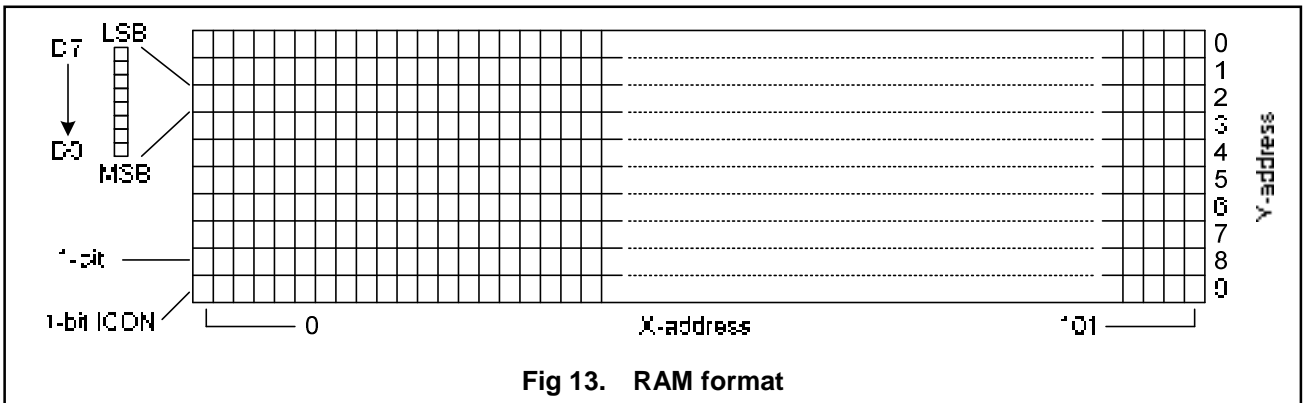 LSB
D7
D0
MSB
1-bit
1-bit ICON
0
1
2
3
4
5
6
7
8
Y-address
0
X-address
101
Fig 13. RAM format